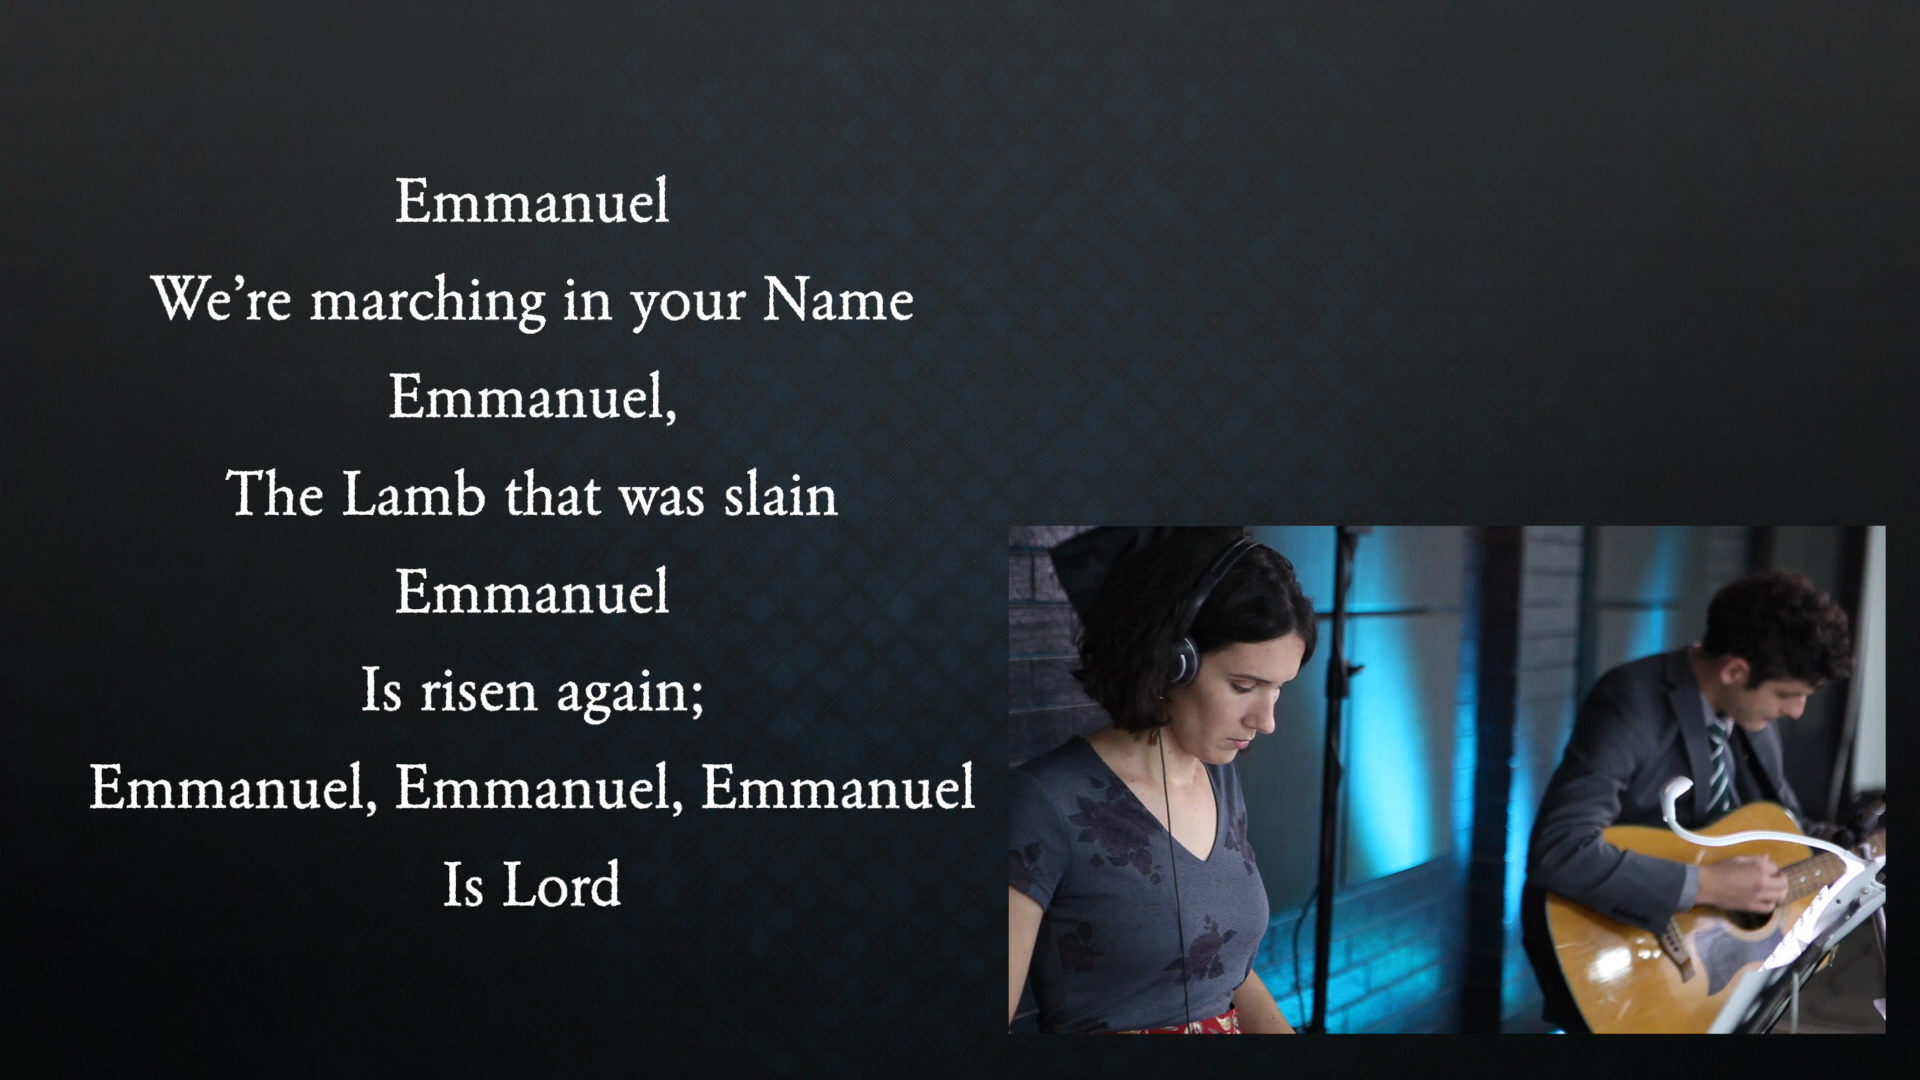 Emmanuel
We’re marching in your Name
Emmanuel,
The Lamb that was slain
Emmanuel
Is risen again;
Emmanuel, Emmanuel, Emmanuel
Is Lord